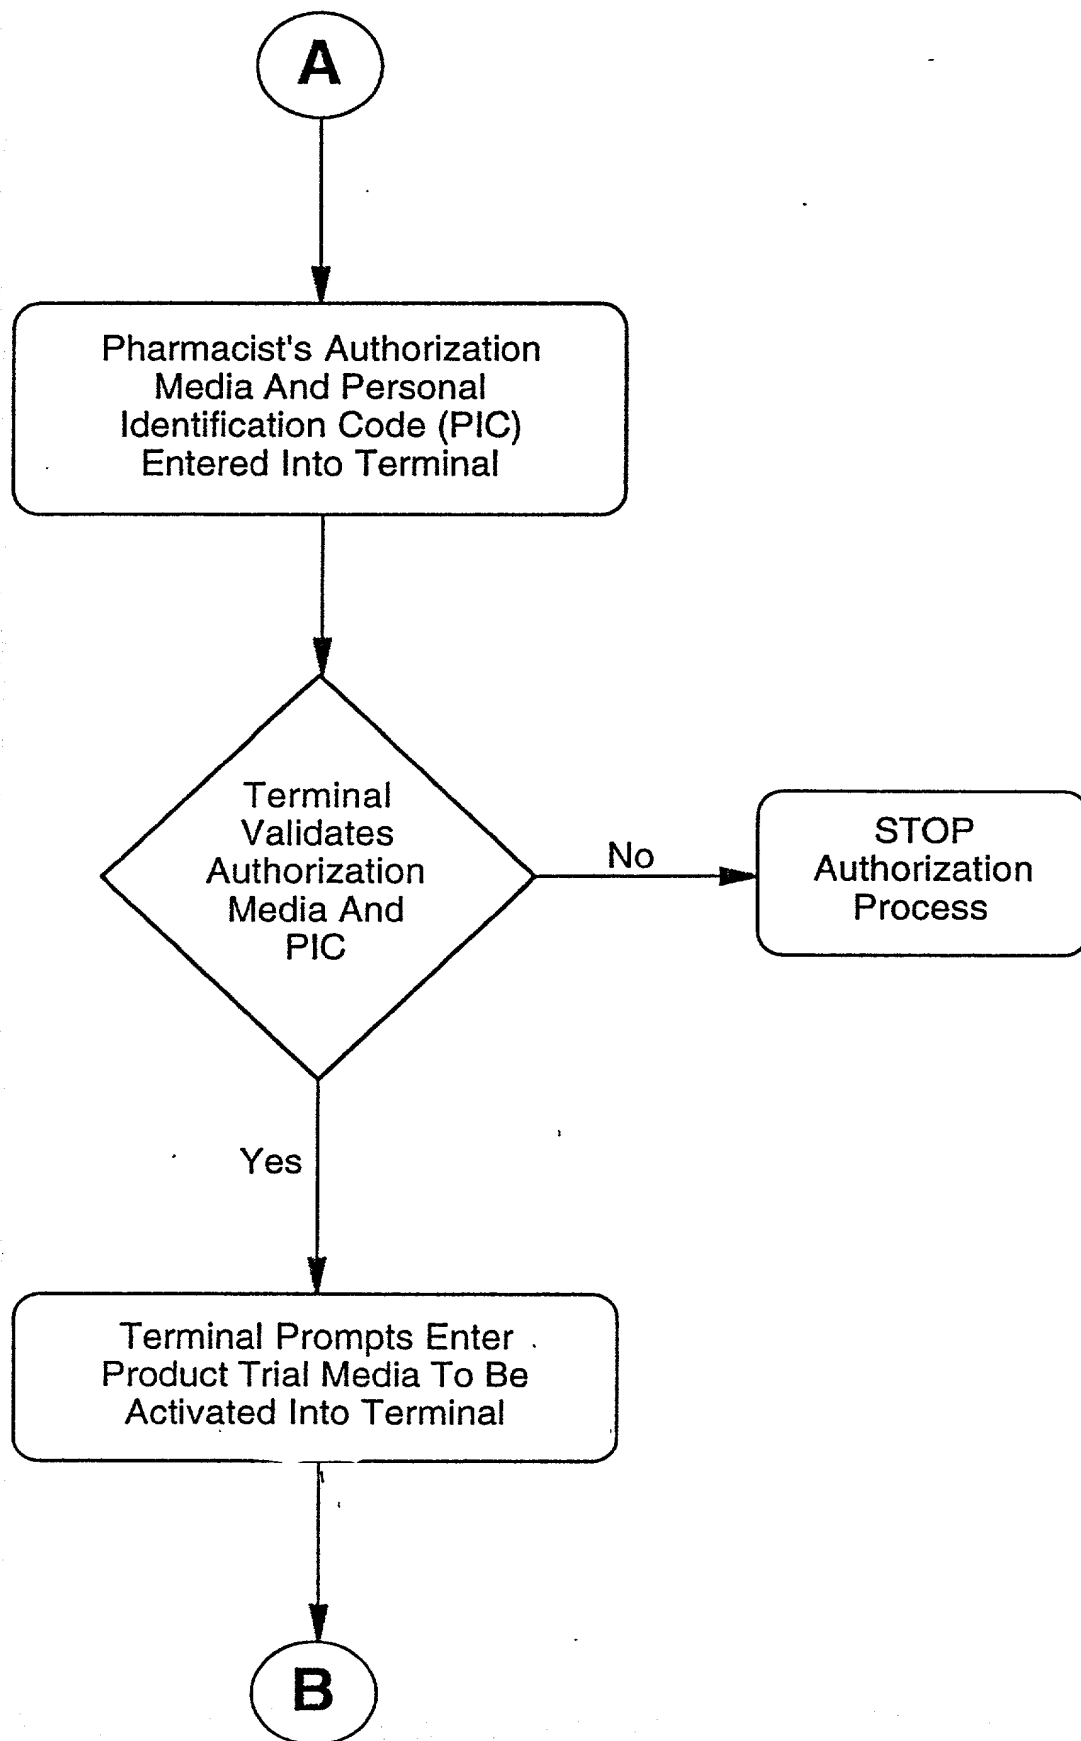 A
Pharmacist's Authorization
Media And Personal
Identification Code (PIC)
Entered Into Terminal
Terminal
Validates
Authorization
Media And
PIC
No
STOP
Authorization
Process
Yes
Terminal Prompts Enter
Product Trial Media To Be
Activated Into Terminal
B